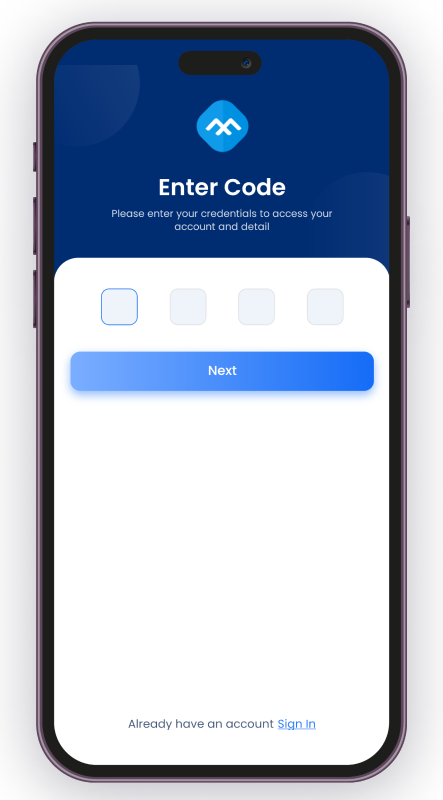 Enter Code
Please enter your credentials to access your
account and detail
Next
Already have an account Sign In